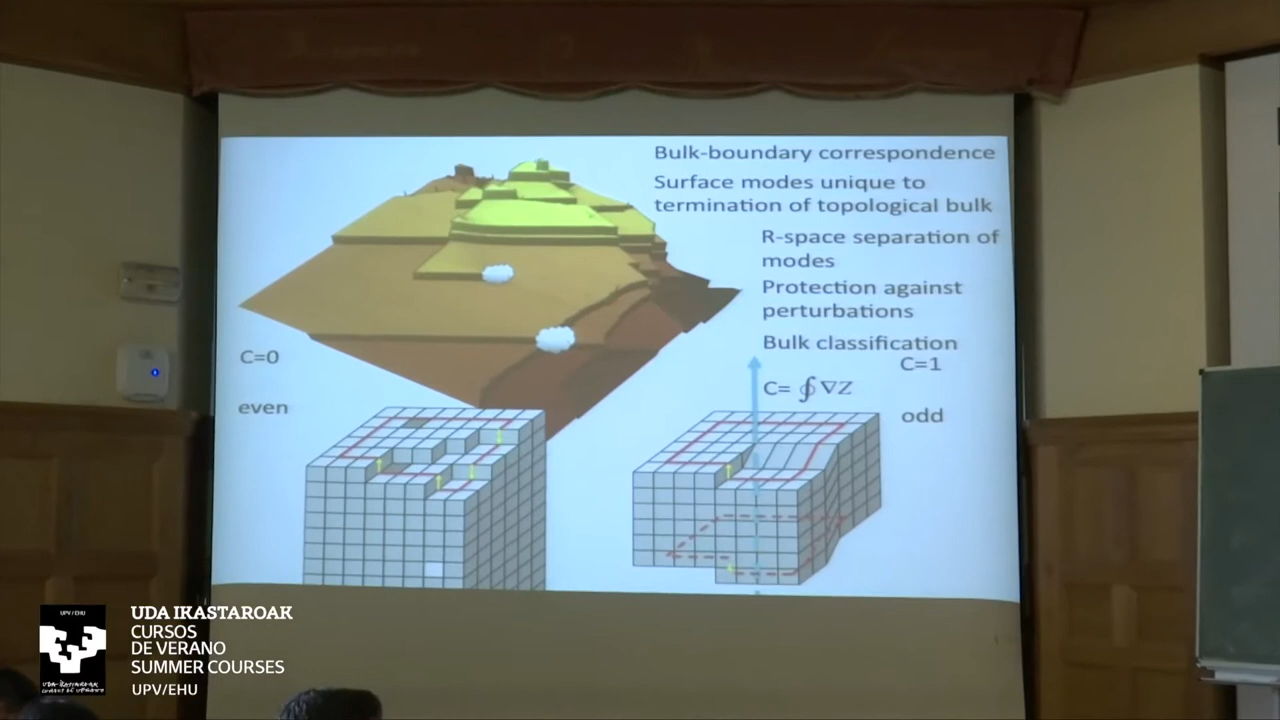 Bulk-boundary correspondence
Surface modes unique to
termination of topological bulk
R-space separation of
modes
Protection against
perturbations
Bulk classification
C=0
C=1
C= ∮∇Z
even
odd
UPV/EHU
UDA IKASTAROAK
CURSOS
DE VERANO
SUMMER COURSES
UPV/EHU